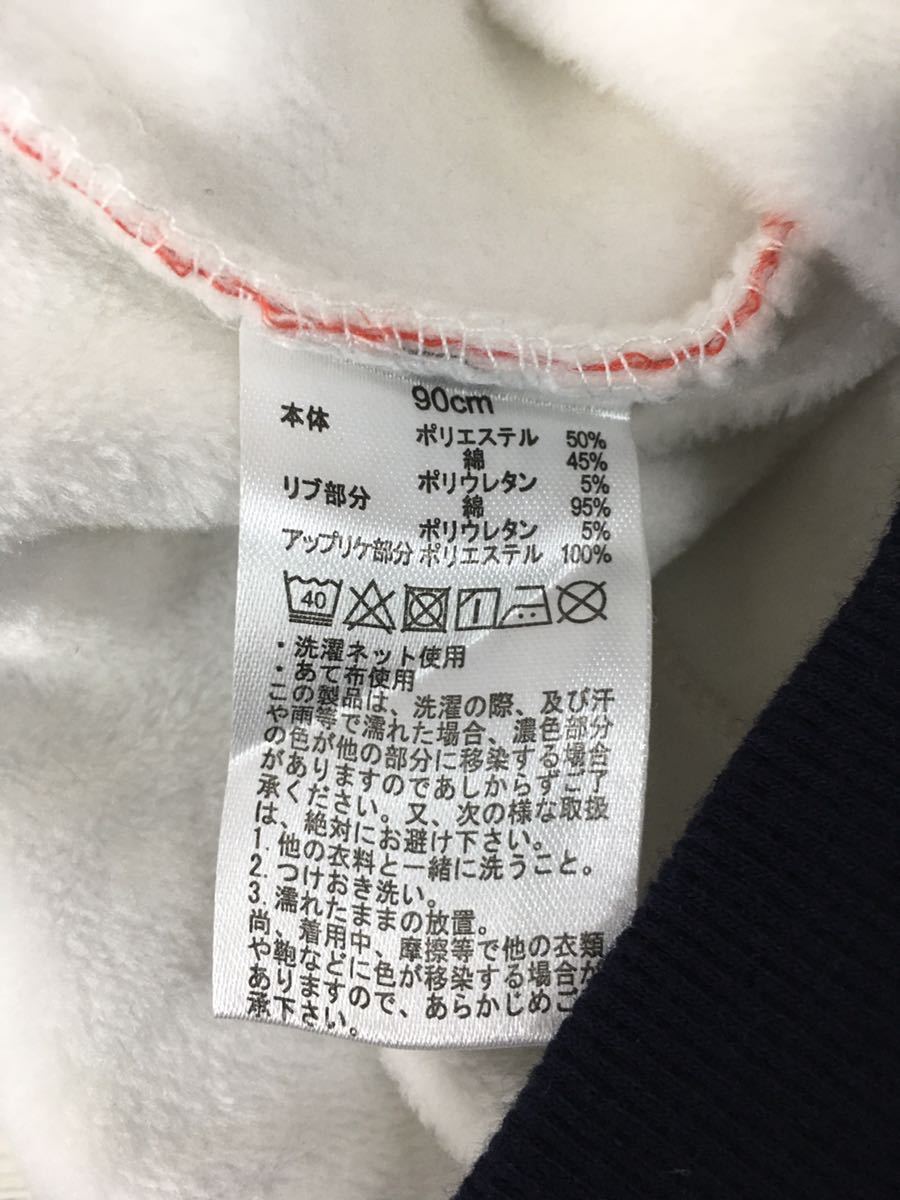 90cm
本体 ポリエステル 50%
綿 45%
ポリウレタン 5%
リブ部分 綿 95%
ポリウレタン 5%
アップリケ部分 ポリエステル 100%
40
・洗濯ネット使用
・あて布使用
この製品は、洗濯の際、及び汗
や雨等で濡れた場合、濃色部分
の色が他の部分に移染する場合
がありますのであしからずご了
承ください。又、次の様な取扱
は、絶対にお避け下さい。
1. 他の衣料と一緒に洗うこと。
2. つけおき洗い。
3. 濡れたままの放置。
尚、着用中、摩擦等で他の衣類
や鞄などに色が移染する場合が
ありますので、あらかじめご
承下さい。